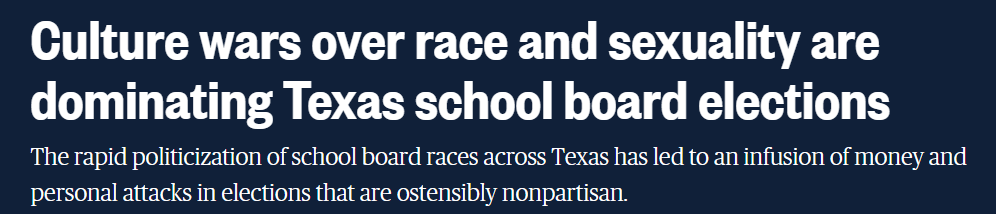 Culture wars over race and sexuality are
dominating Texas school board elections
The rapid politicization of school board races across Texas has led to an infusion of money and
personal attacks in elections that are ostensibly nonpartisan.